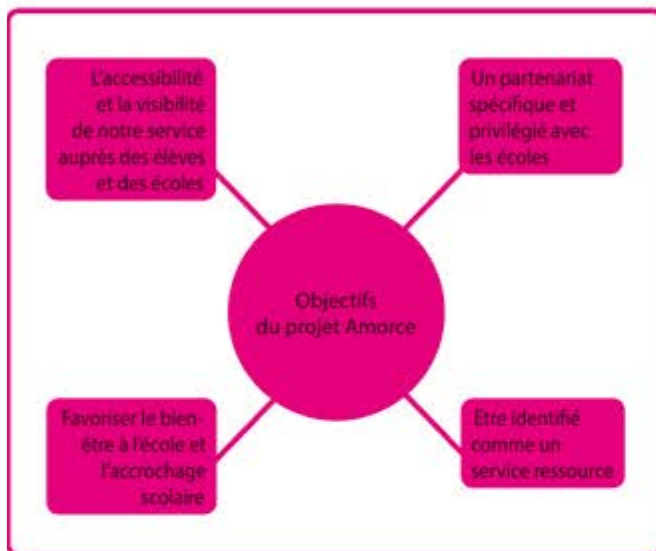 L'accessibilité
et la visibilité
de notre service
auprès des élèves
et des écoles
Un partenariat
spécifique et
privilégié avec
les écoles
Objectifs
du projet Amorce
Favoriser le bien-
être à l'école et
l'accrochage
scolaire
Etre identifié
comme un
service ressource